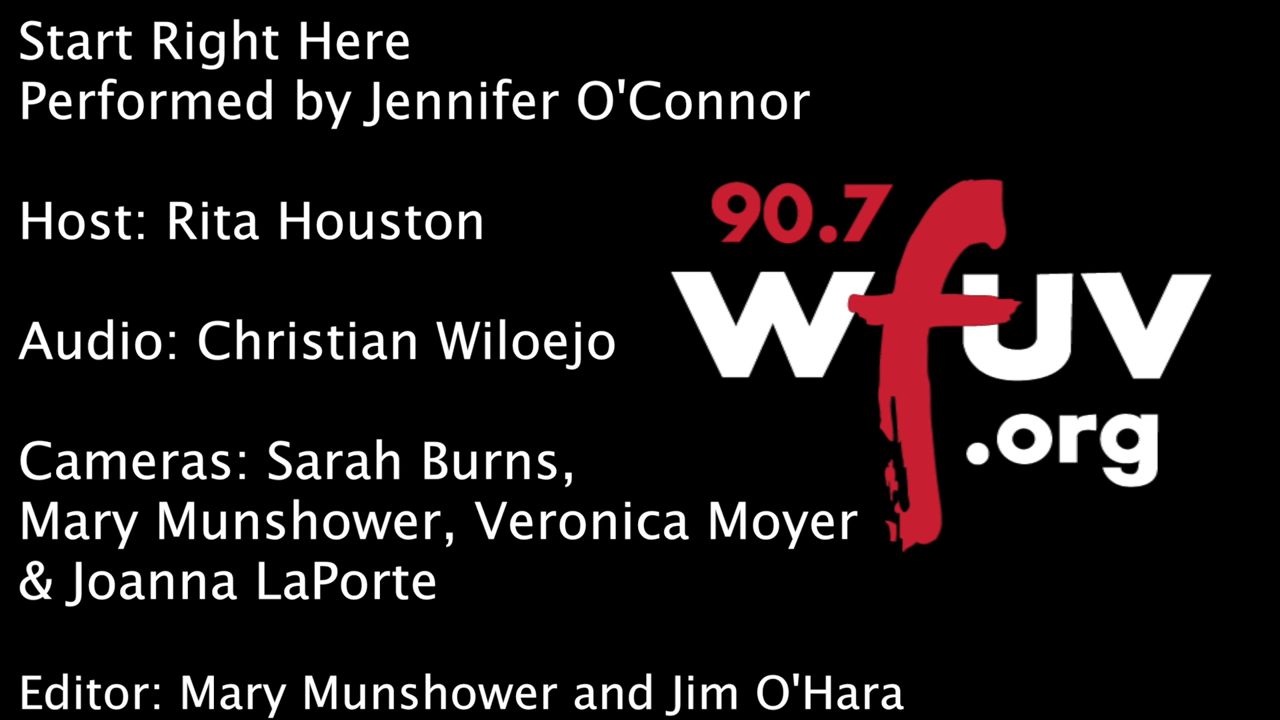 Start Right Here
Performed by Jennifer O'Connor
Host: Rita Houston
Audio: Christian Wiloejo
Cameras: Sarah Burns,
Mary Munshower, Veronica Moyer
& Joanna LaPorte
Editor: Mary Munshower and Jim O'Hara
90.7
wfuv
.org